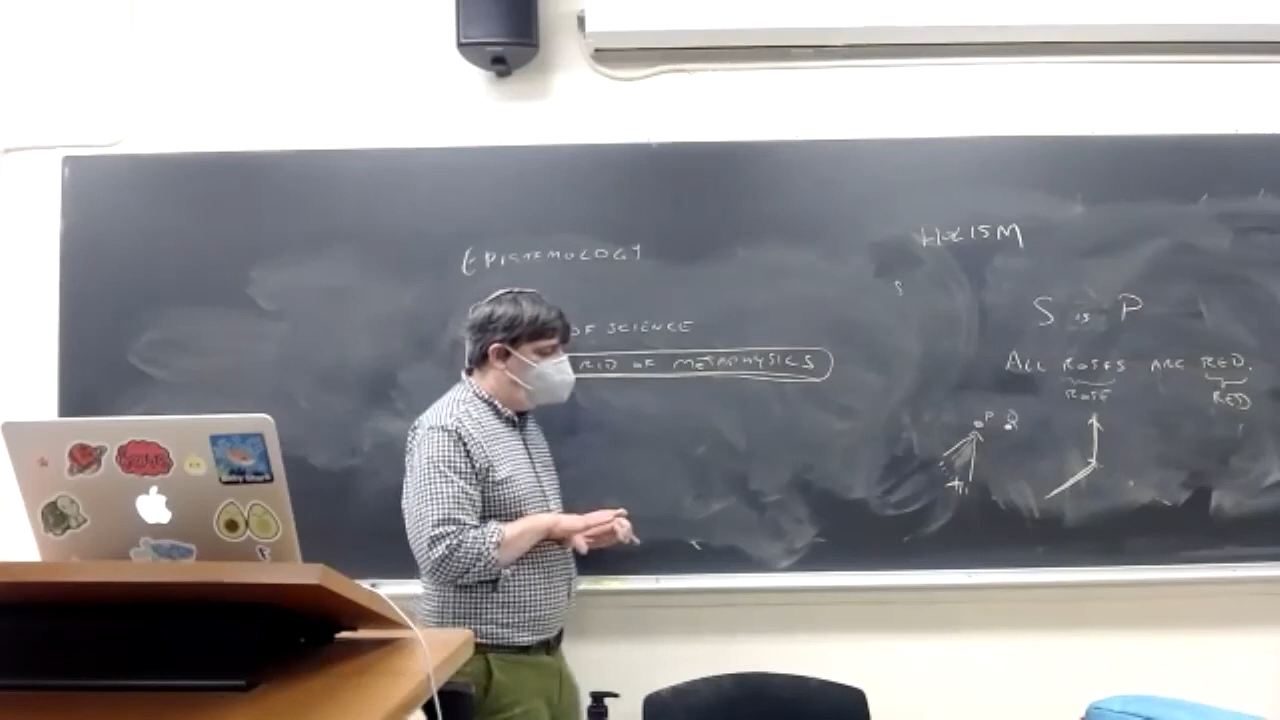 EPISTEMOLOGY
OF SCIENCE
RID OF METAPHYSICS
HOLISM
S
S is P
ALL ROSES ARE RED.
ROSE RED
P Q